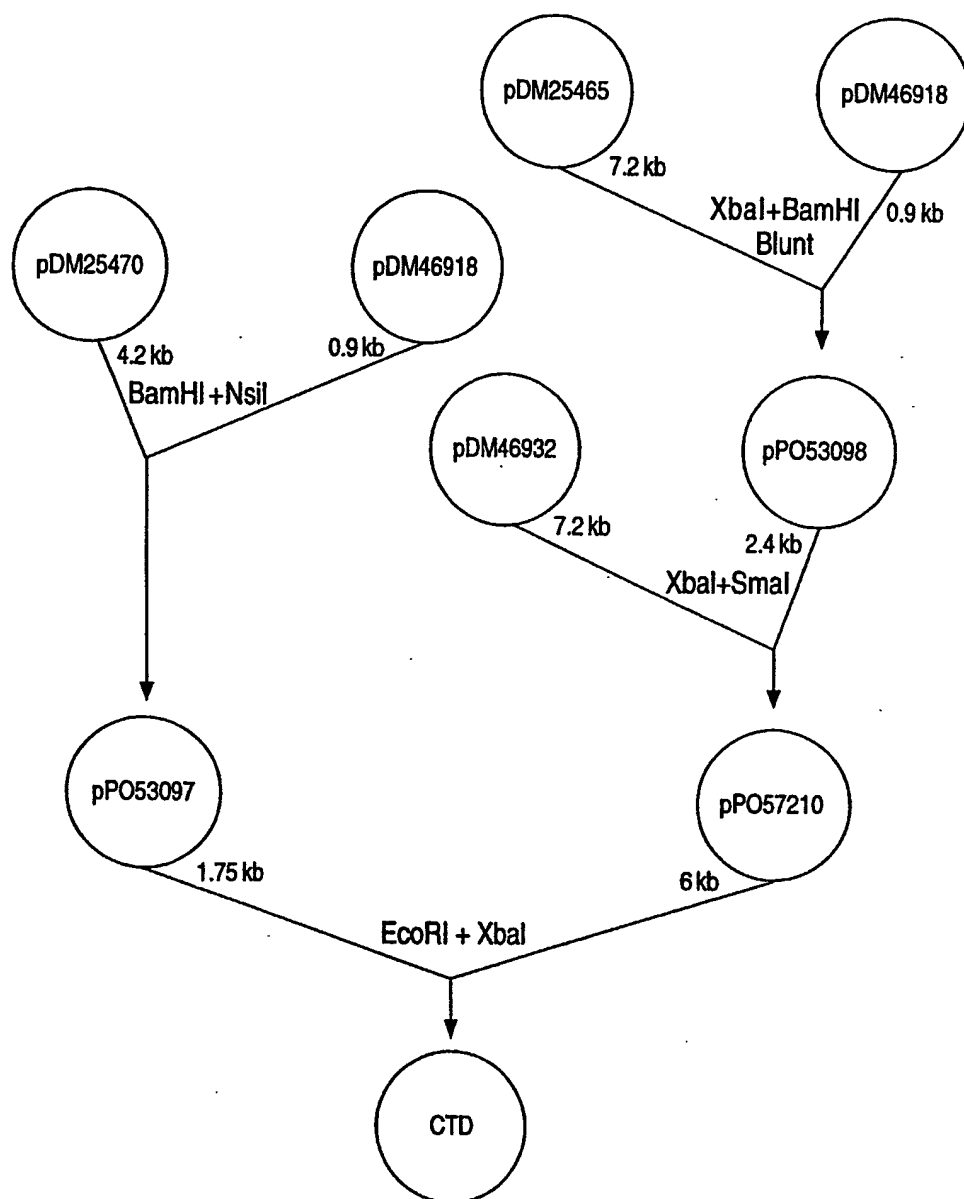 pDM25465
pDM46918
7.2 kb
XbaI+BamHI
Blunt
0.9 kb
pDM25470
pDM46918
4.2 kb
0.9 kb
BamHI +NsiI
pDM46932
pPO53098
7.2 kb
2.4 kb
XbaI+SmaI
pPO53097
pPO57210
1.75 kb
6 kb
EcoRI + XbaI
CTD